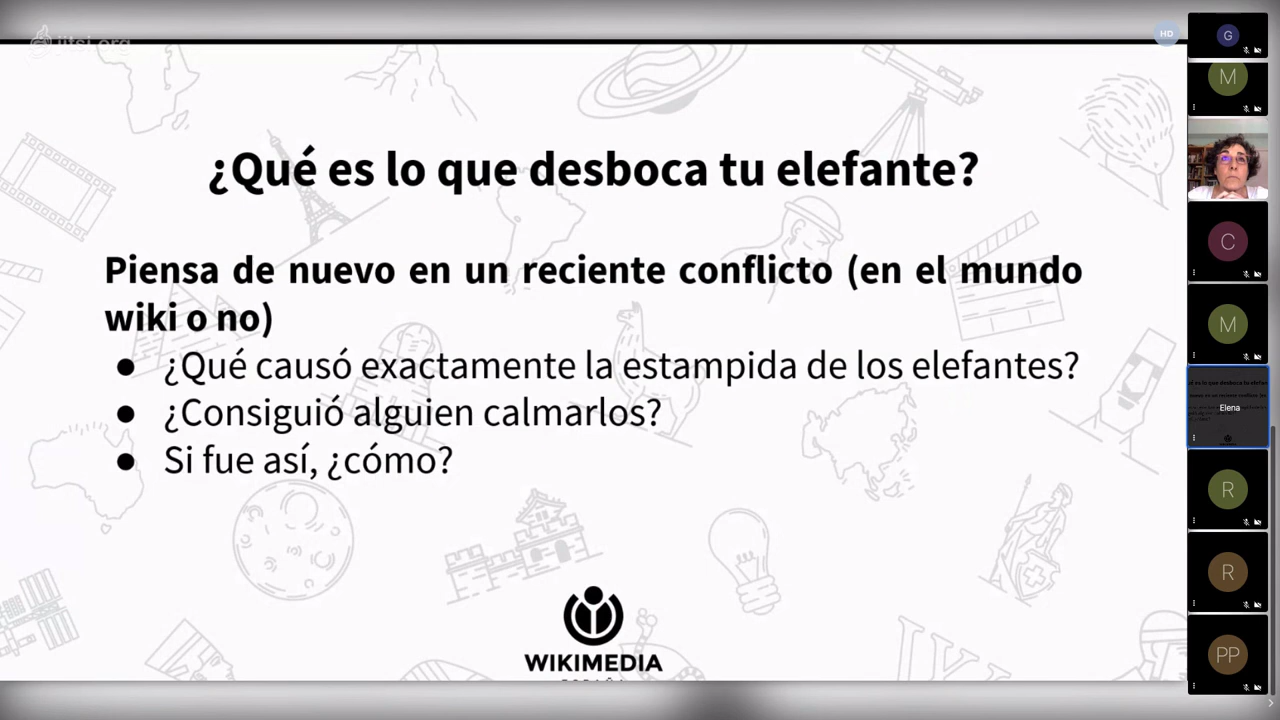 jitsi.org
HD
¿Qué es lo que desboca tu elefante?
Piensa de nuevo en un reciente conflicto (en el mundo
wiki o no)
● ¿Qué causó exactamente la estampida de los elefantes?
● ¿Consiguió alguien calmarlos?
● Si fue así, ¿cómo?
WIKIMEDIA
G
M
C
M
Elena
R
R
PP